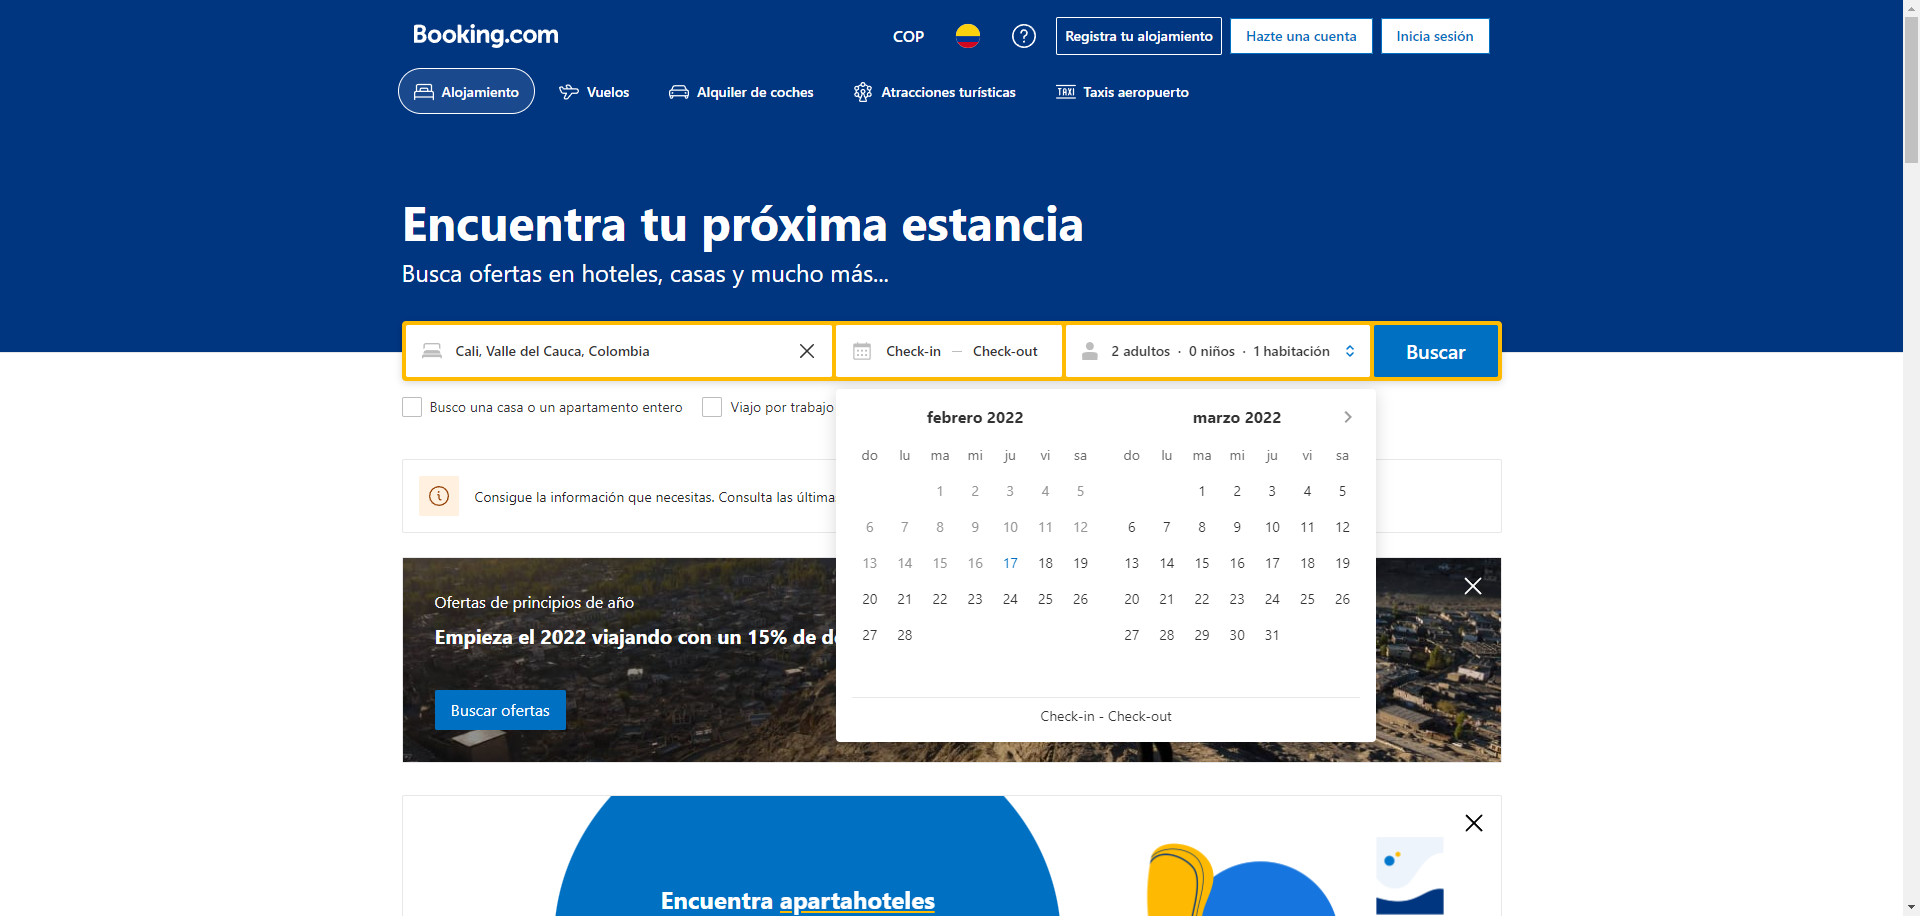 Booking.com
COP
Registra tu alojamiento
Hazte una cuenta
Inicia sesión
Alojamiento
Vuelos
Alquiler de coches
Atracciones turísticas
TAXI Taxis aeropuerto
Encuentra tu próxima estancia
Busca ofertas en hoteles, casas y mucho más...
Cali, Valle del Cauca, Colombia
Check-in — Check-out
2 adultos · 0 niños · 1 habitación
Buscar
Busco una casa o un apartamento entero
Viajo por trabajo
febrero 2022
do lu ma mi ju vi sa
1 2 3 4 5
6 7 8 9 10 11 12
13 14 15 16 17 18 19
20 21 22 23 24 25 26
27 28
marzo 2022
do lu ma mi ju vi sa
1 2 3 4 5
6 7 8 9 10 11 12
13 14 15 16 17 18 19
20 21 22 23 24 25 26
27 28 29 30 31
Check-in - Check-out
Consigue la información que necesitas. Consulta las última
Ofertas de principios de año
Empieza el 2022 viajando con un 15% de de
Buscar ofertas
Encuentra apartahoteles